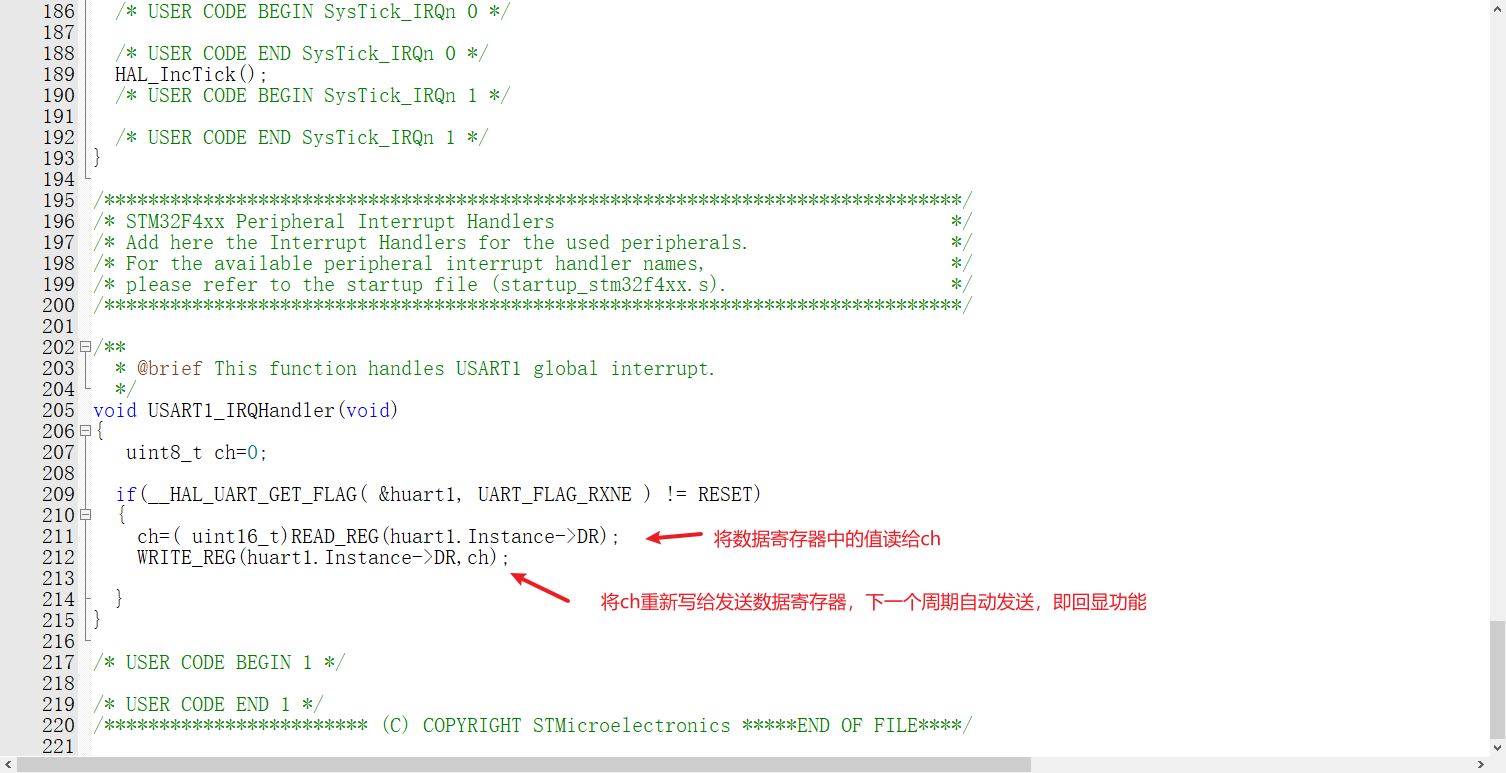 186 /* USER CODE BEGIN SysTick_IRQn 0 */
187
188 /* USER CODE END SysTick_IRQn 0 */
189 HAL_IncTick();
190 /* USER CODE BEGIN SysTick_IRQn 1 */
191
192 /* USER CODE END SysTick_IRQn 1 */
193 }
194
195 /******************************************************************************/
196 /* STM32F4xx Peripheral Interrupt Handlers */
197 /* Add here the Interrupt Handlers for the used peripherals. */
198 /* For the available peripheral interrupt handler names, */
199 /* please refer to the startup file (startup_stm32f4xx.s). */
200 /******************************************************************************/
201
202 /**
203 * @brief This function handles USART1 global interrupt.
204 */
205 void USART1_IRQHandler(void)
206 {
207 uint8_t ch=0;
208
209 if(__HAL_UART_GET_FLAG( &huart1, UART_FLAG_RXNE ) != RESET)
210 {
211 ch=( uint16_t)READ_REG(huart1.Instance->DR); 将数据寄存器中的值读给ch
212 WRITE_REG(huart1.Instance->DR,ch);
213
将ch重新写给发送数据寄存器，下一个周期自动发送，即回显功能
214 }
215 }
216
217 /* USER CODE BEGIN 1 */
218
219 /* USER CODE END 1 */
220 /************************ (C) COPYRIGHT STMicroelectronics *****END OF FILE****/
221